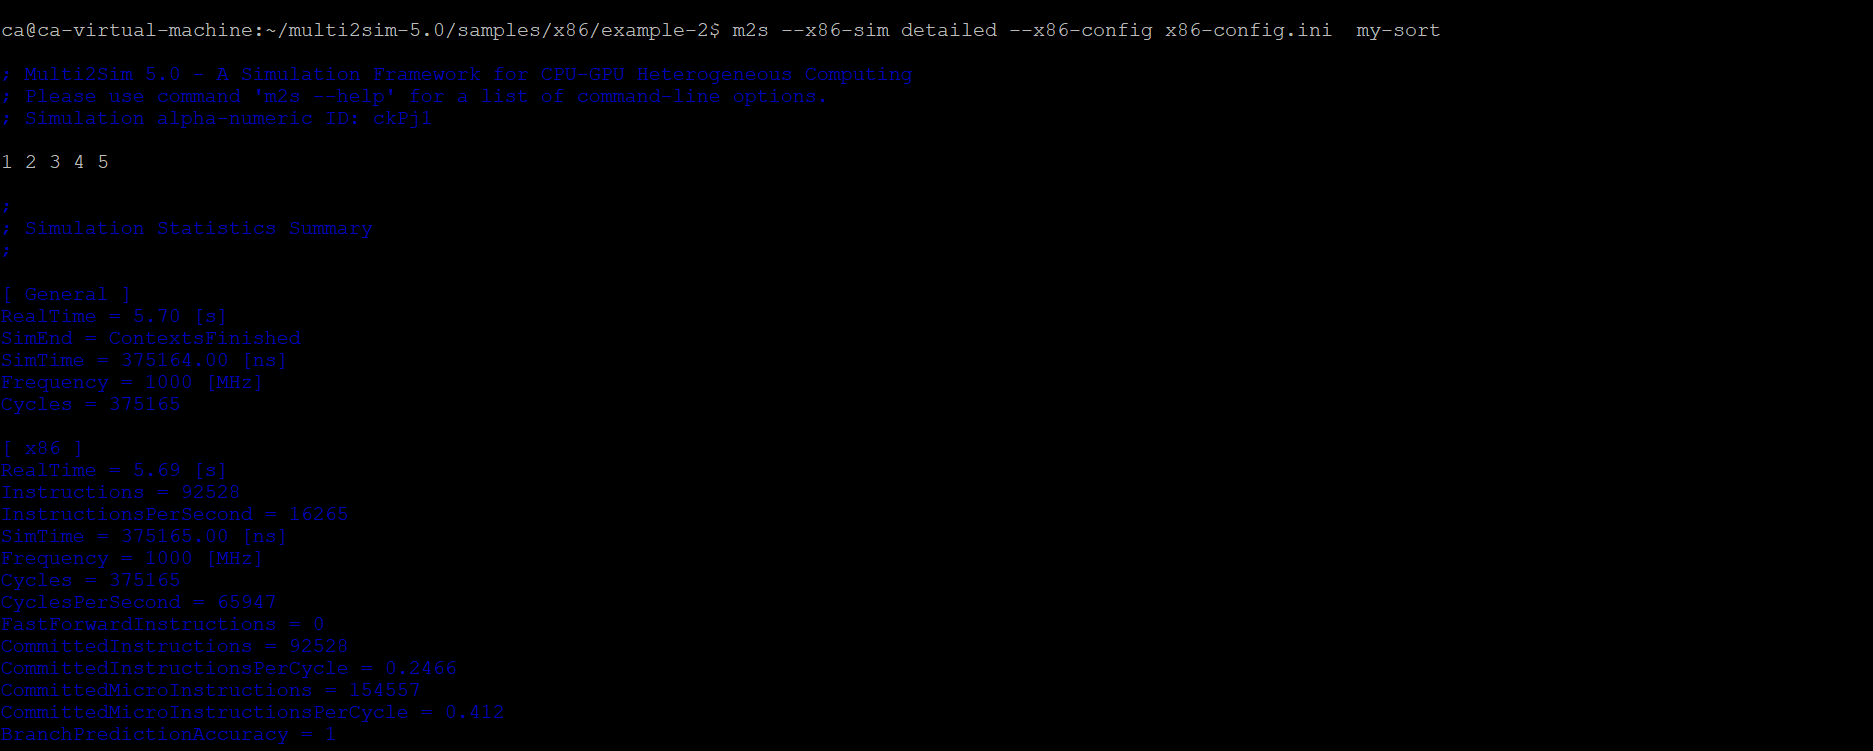 ca@ca-virtual-machine:~/multi2sim-5.0/samples/x86/example-2$ m2s --x86-sim detailed --x86-config x86-config.ini  my-sort
; Multi2Sim 5.0 - A Simulation Framework for CPU-GPU Heterogeneous Computing
; Please use command 'm2s --help' for a list of command-line options.
; Simulation alpha-numeric ID: ckPj1
1 2 3 4 5
;
; Simulation Statistics Summary
;
[ General ]
RealTime = 5.70 [s]
SimEnd = ContextsFinished
SimTime = 375164.00 [ns]
Frequency = 1000 [MHz]
Cycles = 375165
[ x86 ]
RealTime = 5.69 [s]
Instructions = 92528
InstructionsPerSecond = 16265
SimTime = 375165.00 [ns]
Frequency = 1000 [MHz]
Cycles = 375165
CyclesPerSecond = 65947
FastForwardInstructions = 0
CommittedInstructions = 92528
CommittedInstructionsPerCycle = 0.2466
CommittedMicroInstructions = 154557
CommittedMicroInstructionsPerCycle = 0.412
BranchPredictionAccuracy = 1